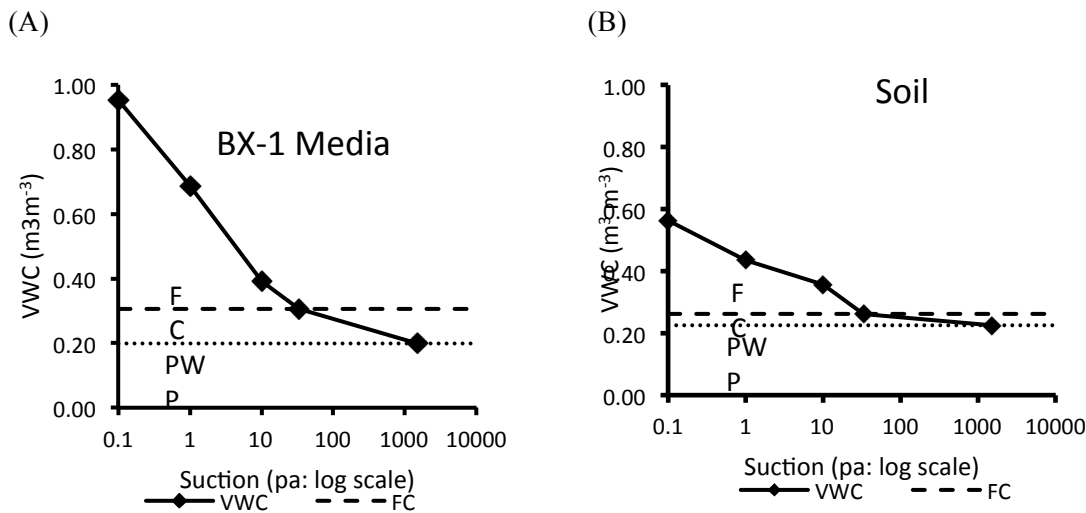 (A)
BX-1 Media
VWC (m3m⁻³)
1.00
0.80
0.60
0.40
0.20
0.00
F
C
PW
P
0.1 1 10 100 1000 10000
Suction (pa: log scale)
VWC FC
(B)
Soil
VWC (m³ m⁻³)
1.00
0.80
0.60
0.40
0.20
0.00
F
C
PW
P
0.1 1 10 100 1000 10000
Suction (pa: log scale)
VWC FC